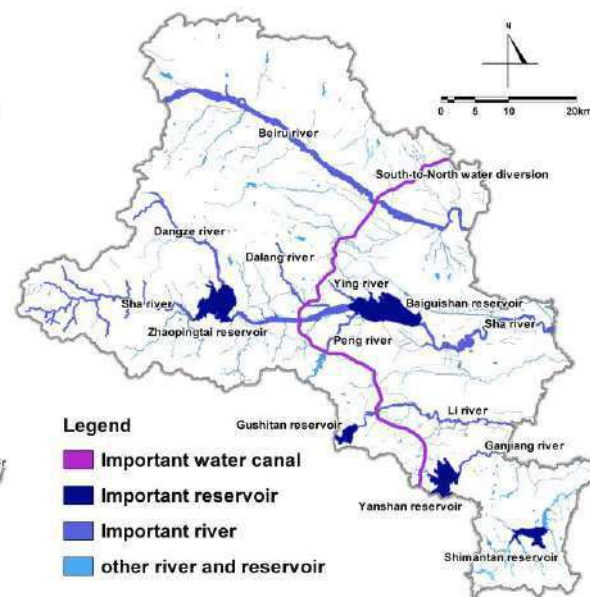 N
0 5 10 20km
Beiru river
South-to-North water diversion
Dangze river
Dalang river
Ying river
Baiguishan reservoir
Sha river
Sha river
Zhaopingtai reservoir
Peng river
Li river
Gushitan reservoir
Ganjiang river
Yanshan reservoir
Shimantan reservoir
Legend
Important water canal
Important reservoir
Important river
other river and reservoir